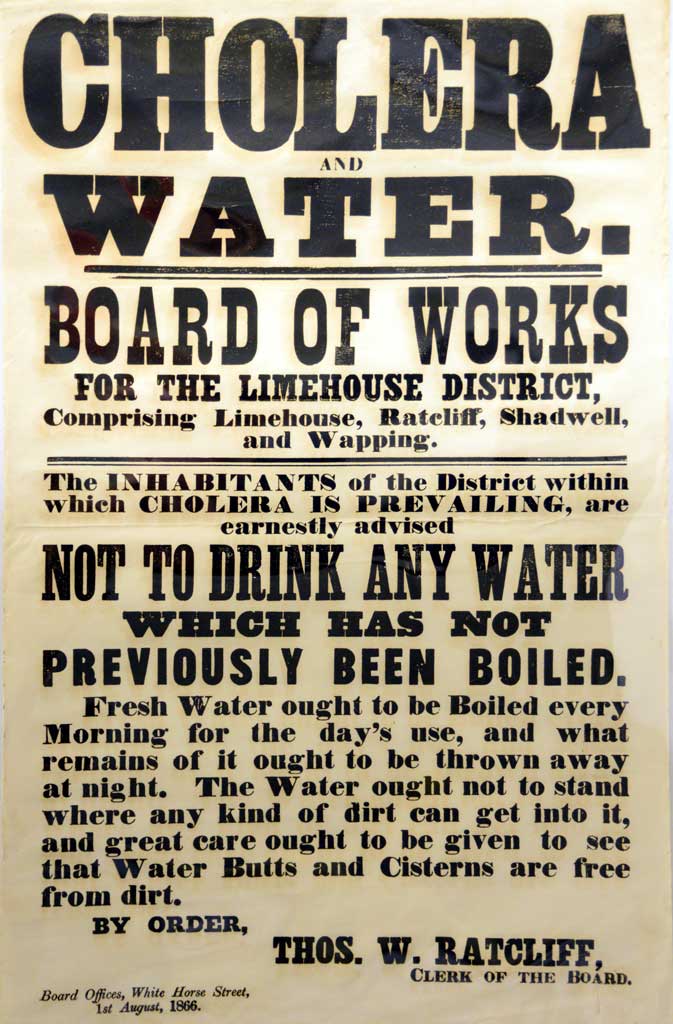 CHOLERA
AND
WATER.
BOARD OF WORKS
FOR THE LIMEHOUSE DISTRICT,
Comprising Limehouse, Ratcliff, Shadwell,
and Wapping.
The INHABITANTS of the District within
which CHOLERA IS PREVAILING, are
earnestly advised
NOT TO DRINK ANY WATER
WHICH HAS NOT
PREVIOUSLY BEEN BOILED.
Fresh Water ought to be Boiled every
Morning for the day's use, and what
remains of it ought to be thrown away
at night. The Water ought not to stand
where any kind of dirt can get into it,
and great care ought to be given to see
that Water Butts and Cisterns are free
from dirt.
BY ORDER,
THOS. W. RATCLIFF,
CLERK OF THE BOARD.
Board Offices, White Horse Street,
1st August, 1866.